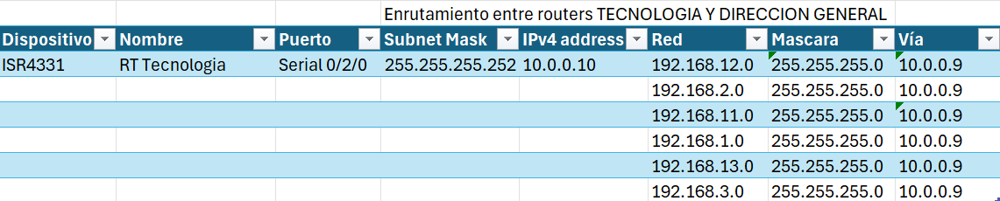 Enrutamiento entre routers TECNOLOGIA Y DIRECCION GENERAL
Dispositivo Nombre Puerto Subnet Mask IPv4 address Red Mascara Vía
ISR4331 RT Tecnologia Serial 0/2/0 255.255.255.252 10.0.0.10 192.168.12.0 255.255.255.0 10.0.0.9
192.168.2.0 255.255.255.0 10.0.0.9
192.168.11.0 255.255.255.0 10.0.0.9
192.168.1.0 255.255.255.0 10.0.0.9
192.168.13.0 255.255.255.0 10.0.0.9
192.168.3.0 255.255.255.0 10.0.0.9